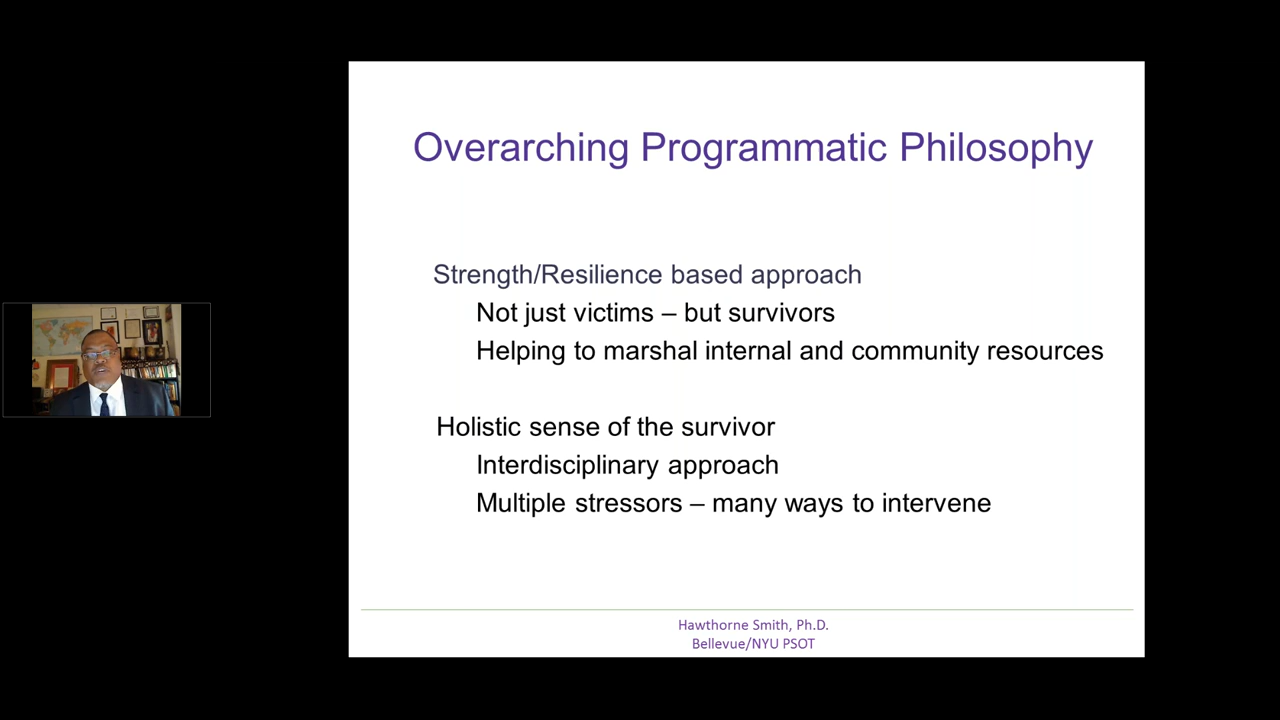 Overarching Programmatic Philosophy
Strength/Resilience based approach
Not just victims – but survivors
Helping to marshal internal and community resources
Holistic sense of the survivor
Interdisciplinary approach
Multiple stressors – many ways to intervene
Hawthorne Smith, Ph.D.
Bellevue/NYU PSOT